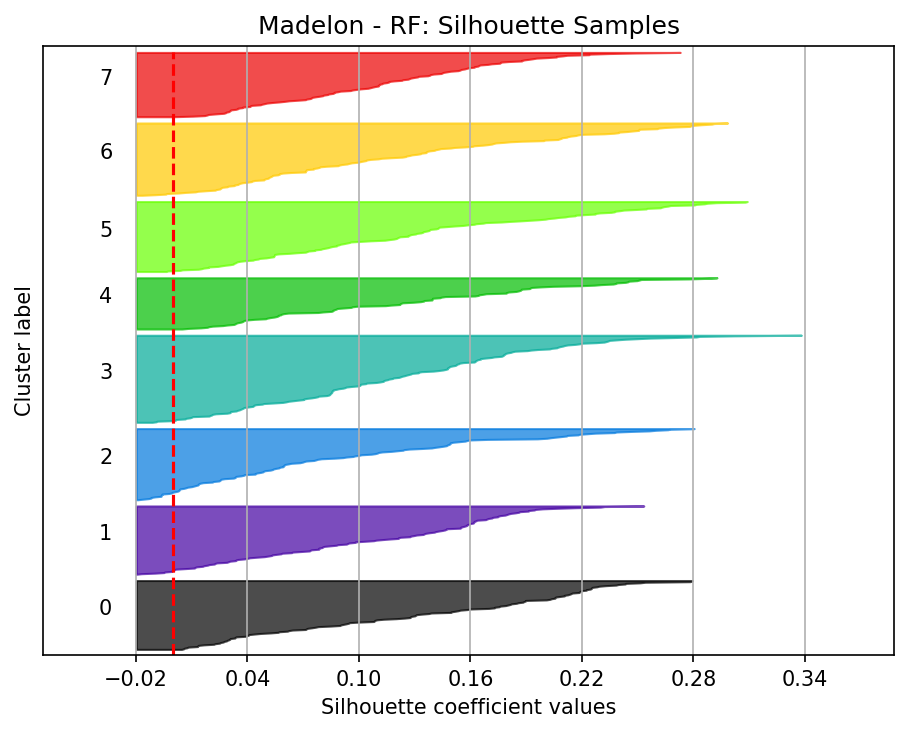 Madelon - RF: Silhouette Samples
7
6
5
4
3
2
1
0
Cluster label
−0.02 0.04 0.10 0.16 0.22 0.28 0.34
Silhouette coefficient values